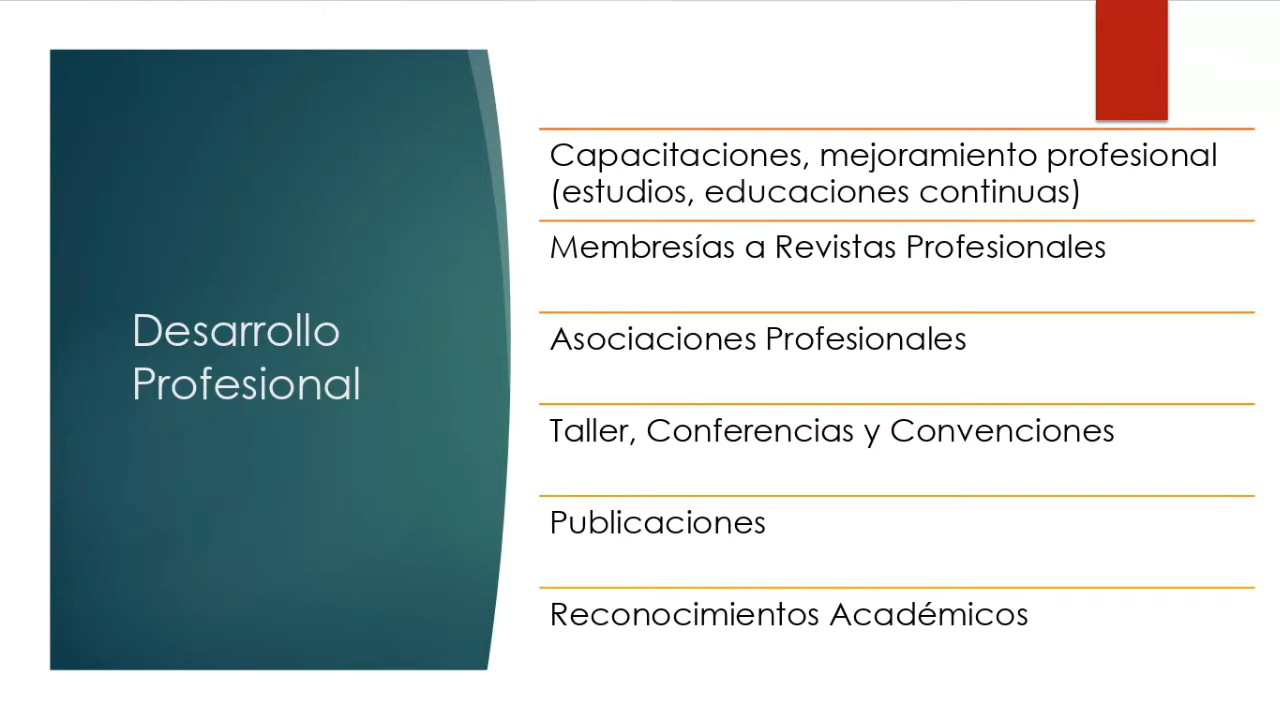 Desarrollo
Profesional
Capacitaciones, mejoramiento profesional
(estudios, educaciones continuas)
Membresías a Revistas Profesionales
Asociaciones Profesionales
Taller, Conferencias y Convenciones
Publicaciones
Reconocimientos Académicos